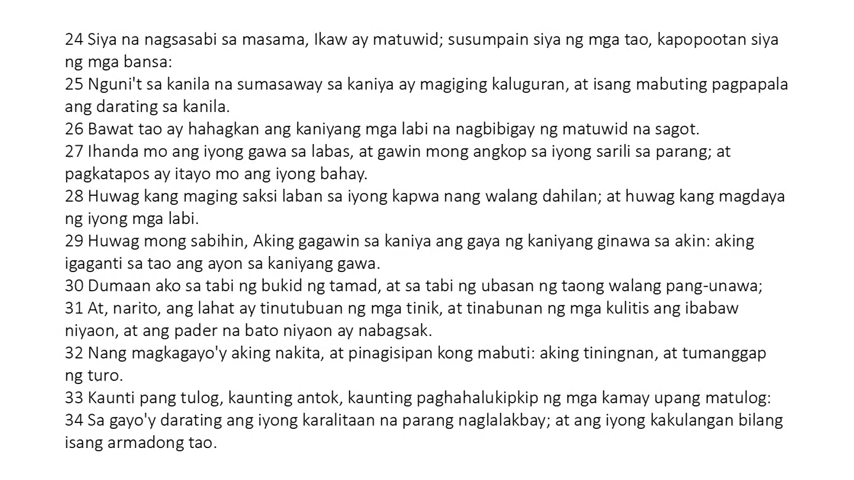 24 Siya na nagsasabi sa masama, Ikaw ay matuwid; susumpain siya ng mga tao, kapopootan siya
ng mga bansa:
25 Nguni't sa kanila na sumasaway sa kaniya ay magiging kaluguran, at isang mabuting pagpapala
ang darating sa kanila.
26 Bawat tao ay hahagkan ang kaniyang mga labi na nagbibigay ng matuwid na sagot.
27 Ihanda mo ang iyong gawa sa labas, at gawin mong angkop sa iyong sarili sa parang; at
pagkatapos ay itayo mo ang iyong bahay.
28 Huwag kang maging saksi laban sa iyong kapwa nang walang dahilan; at huwag kang magdaya
ng iyong mga labi.
29 Huwag mong sabihin, Aking gagawin sa kaniya ang gaya ng kaniyang ginawa sa akin: aking
igaganti sa tao ang ayon sa kaniyang gawa.
30 Dumaan ako sa tabi ng bukid ng tamad, at sa tabi ng ubasan ng taong walang pang-unawa;
31 At, narito, ang lahat ay tinutubuan ng mga tinik, at tinabunan ng mga kulitis ang ibabaw
niyaon, at ang pader na bato niyaon ay nabagsak.
32 Nang magkagayo'y aking nakita, at pinagisipan kong mabuti: aking tiningnan, at tumanggap
ng turo.
33 Kaunti pang tulog, kaunting antok, kaunting paghahalukipkip ng mga kamay upang matulog:
34 Sa gayo'y darating ang iyong karalitaan na parang naglalakbay; at ang iyong kakulangan bilang
isang armadong tao.